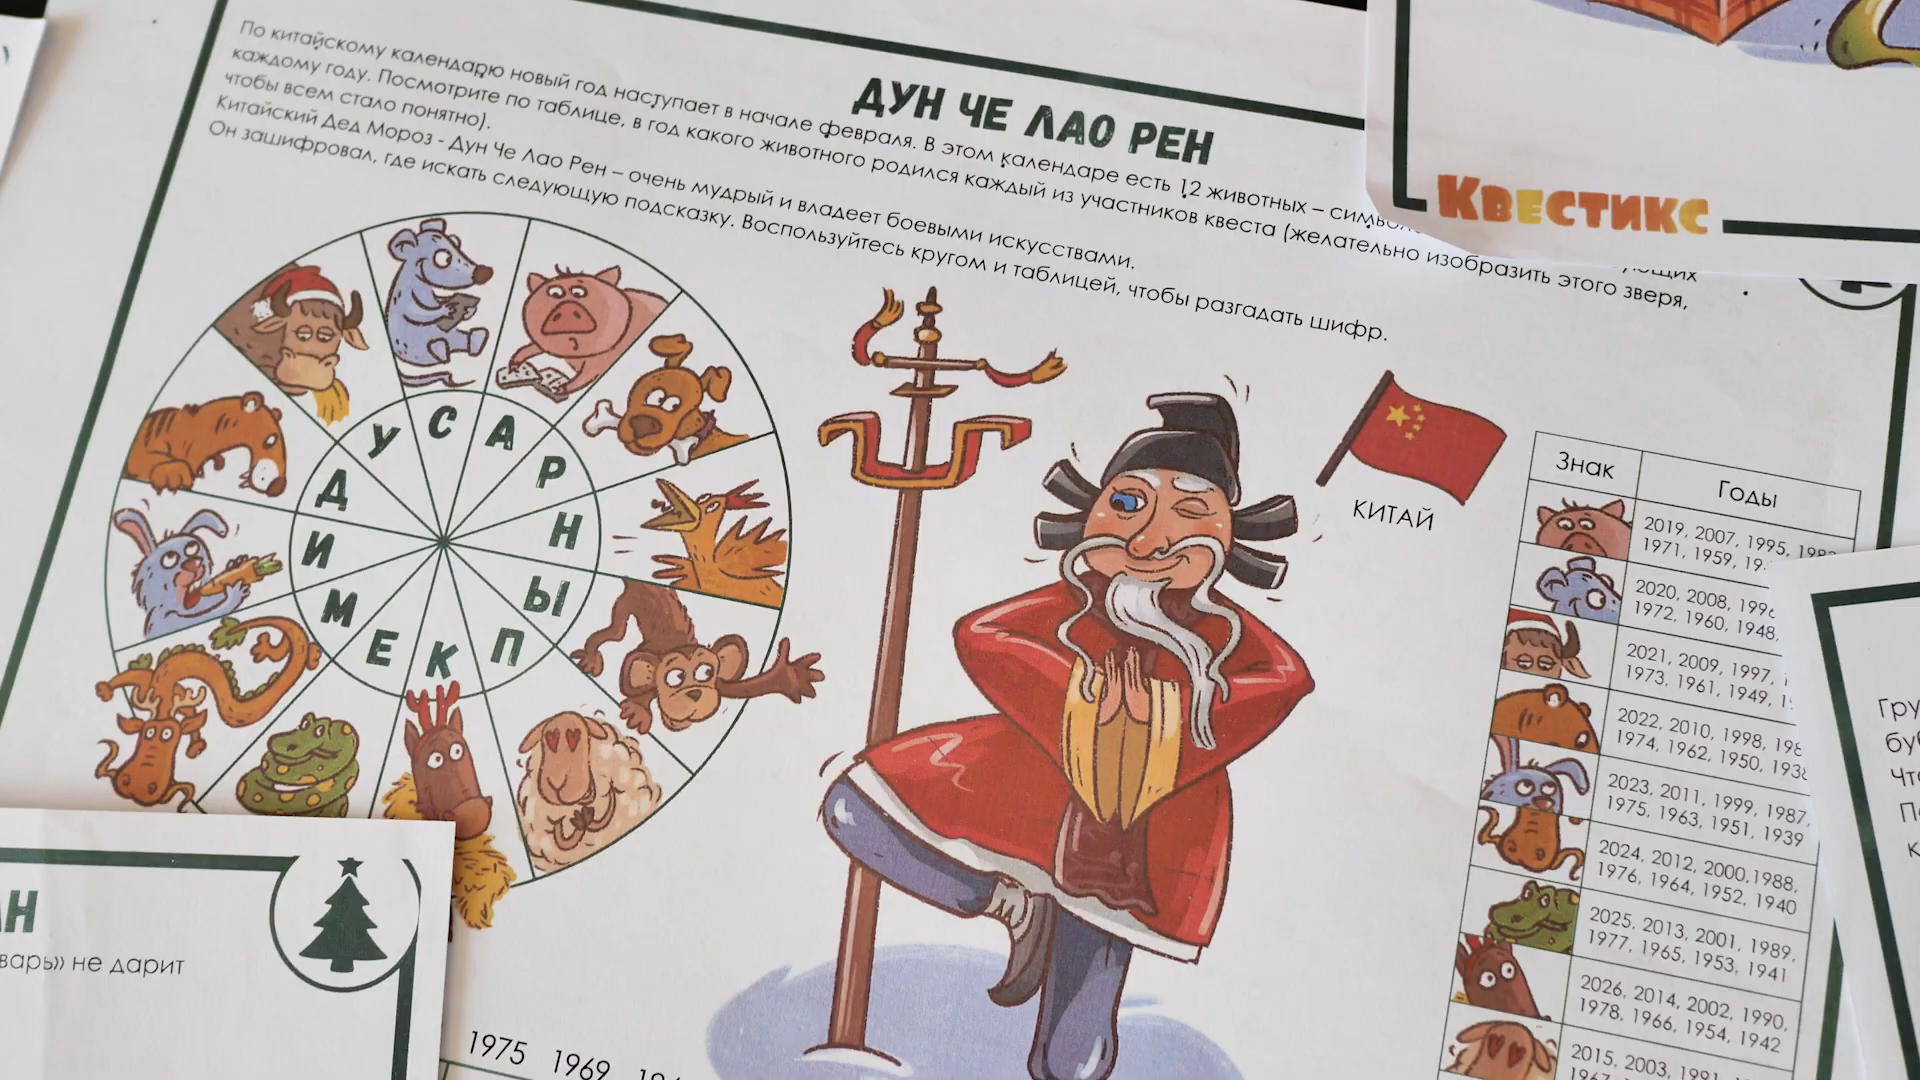 ДУН ЧЕ ЛАО РЕН
По китайскому календарю новый год наступает в начале февраля. В этом календаре есть 12 животных –
каждому году. Посмотрите по таблице, в год какого животного родился каждый из участников квеста (желательно изобразить этого зверя,
чтобы всем стало понятно).
Китайский Дед Мороз - Дун Че Лао Рен – очень мудрый и владеет боевыми искусствами.
Он зашифровал, где искать следующую подсказку. Воспользуйтесь кругом и таблицей, чтобы разгадать шифр.
КВЕСТИКС
У С А Р Н Ы П К Е М И Д
КИТАЙ
Знак Годы
2019, 2007, 1995,
1971, 1959,
2020, 2008,
1972, 1960, 1948,
2021, 2009, 1997,
1973, 1961, 1949,
2022, 2010, 1998,
1974, 1962, 1950,
2023, 2011, 1999, 1987,
1975, 1963, 1951, 1939
2024, 2012, 2000,1988,
1976, 1964, 1952, 1940
2025, 2013, 2001, 1989,
1977, 1965, 1953, 1941
2026, 2014, 2002, 1990,
1978, 1966, 1954, 1942
2015, 2003, 1991,
не дарит
1975 1969